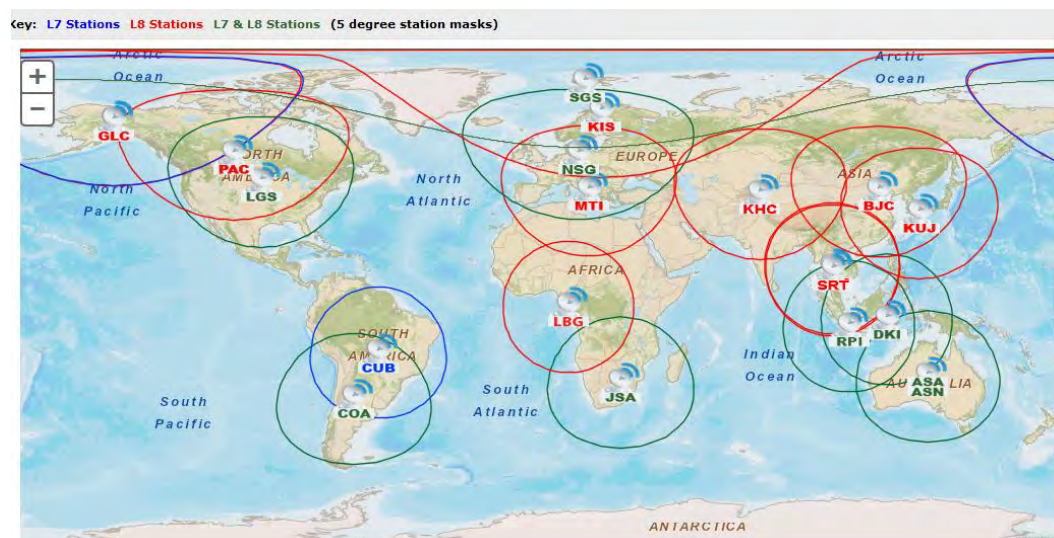 Key: L7 Stations L8 Stations L7 & L8 Stations (5 degree station masks)
Arctic
Ocean
Arctic
Ocean
+
−
SGS
GLC
KIS
PAC
NORTH
AMERICA
LGS
NSG
EUROPE
MTI
ASIA
KHC
BJC
KUJ
North
Pacific
North
Atlantic
AFRICA
SRT
LBG
RPI
DKI
SOUTH
AMERICA
CUB
Indian
Ocean
COA
JSA
ASA
ASN
AUSTRALIA
South
Pacific
South
Atlantic
ANTARCTICA